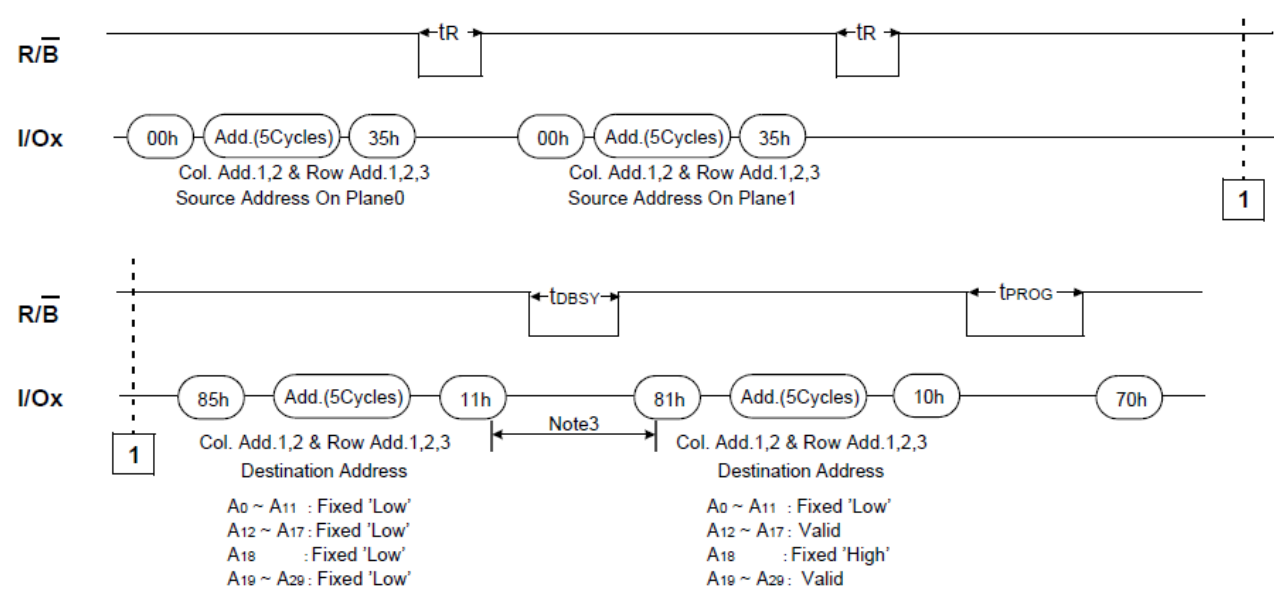 R/B tR tR
I/Ox 00h Add.(5Cycles) 35h 00h Add.(5Cycles) 35h
Col. Add.1,2 & Row Add.1,2,3 Col. Add.1,2 & Row Add.1,2,3
Source Address On Plane0 Source Address On Plane1
1
R/B tDBSY tPROG
I/Ox 85h Add.(5Cycles) 11h 81h Add.(5Cycles) 10h 70h
Note3
1
Col. Add.1,2 & Row Add.1,2,3 Col. Add.1,2 & Row Add.1,2,3
Destination Address Destination Address
A0 ~ A11 : Fixed 'Low' A0 ~ A11 : Fixed 'Low'
A12 ~ A17 : Fixed 'Low' A12 ~ A17 : Valid
A18 : Fixed 'Low' A18 : Fixed 'High'
A19 ~ A29 : Fixed 'Low' A19 ~ A29 : Valid